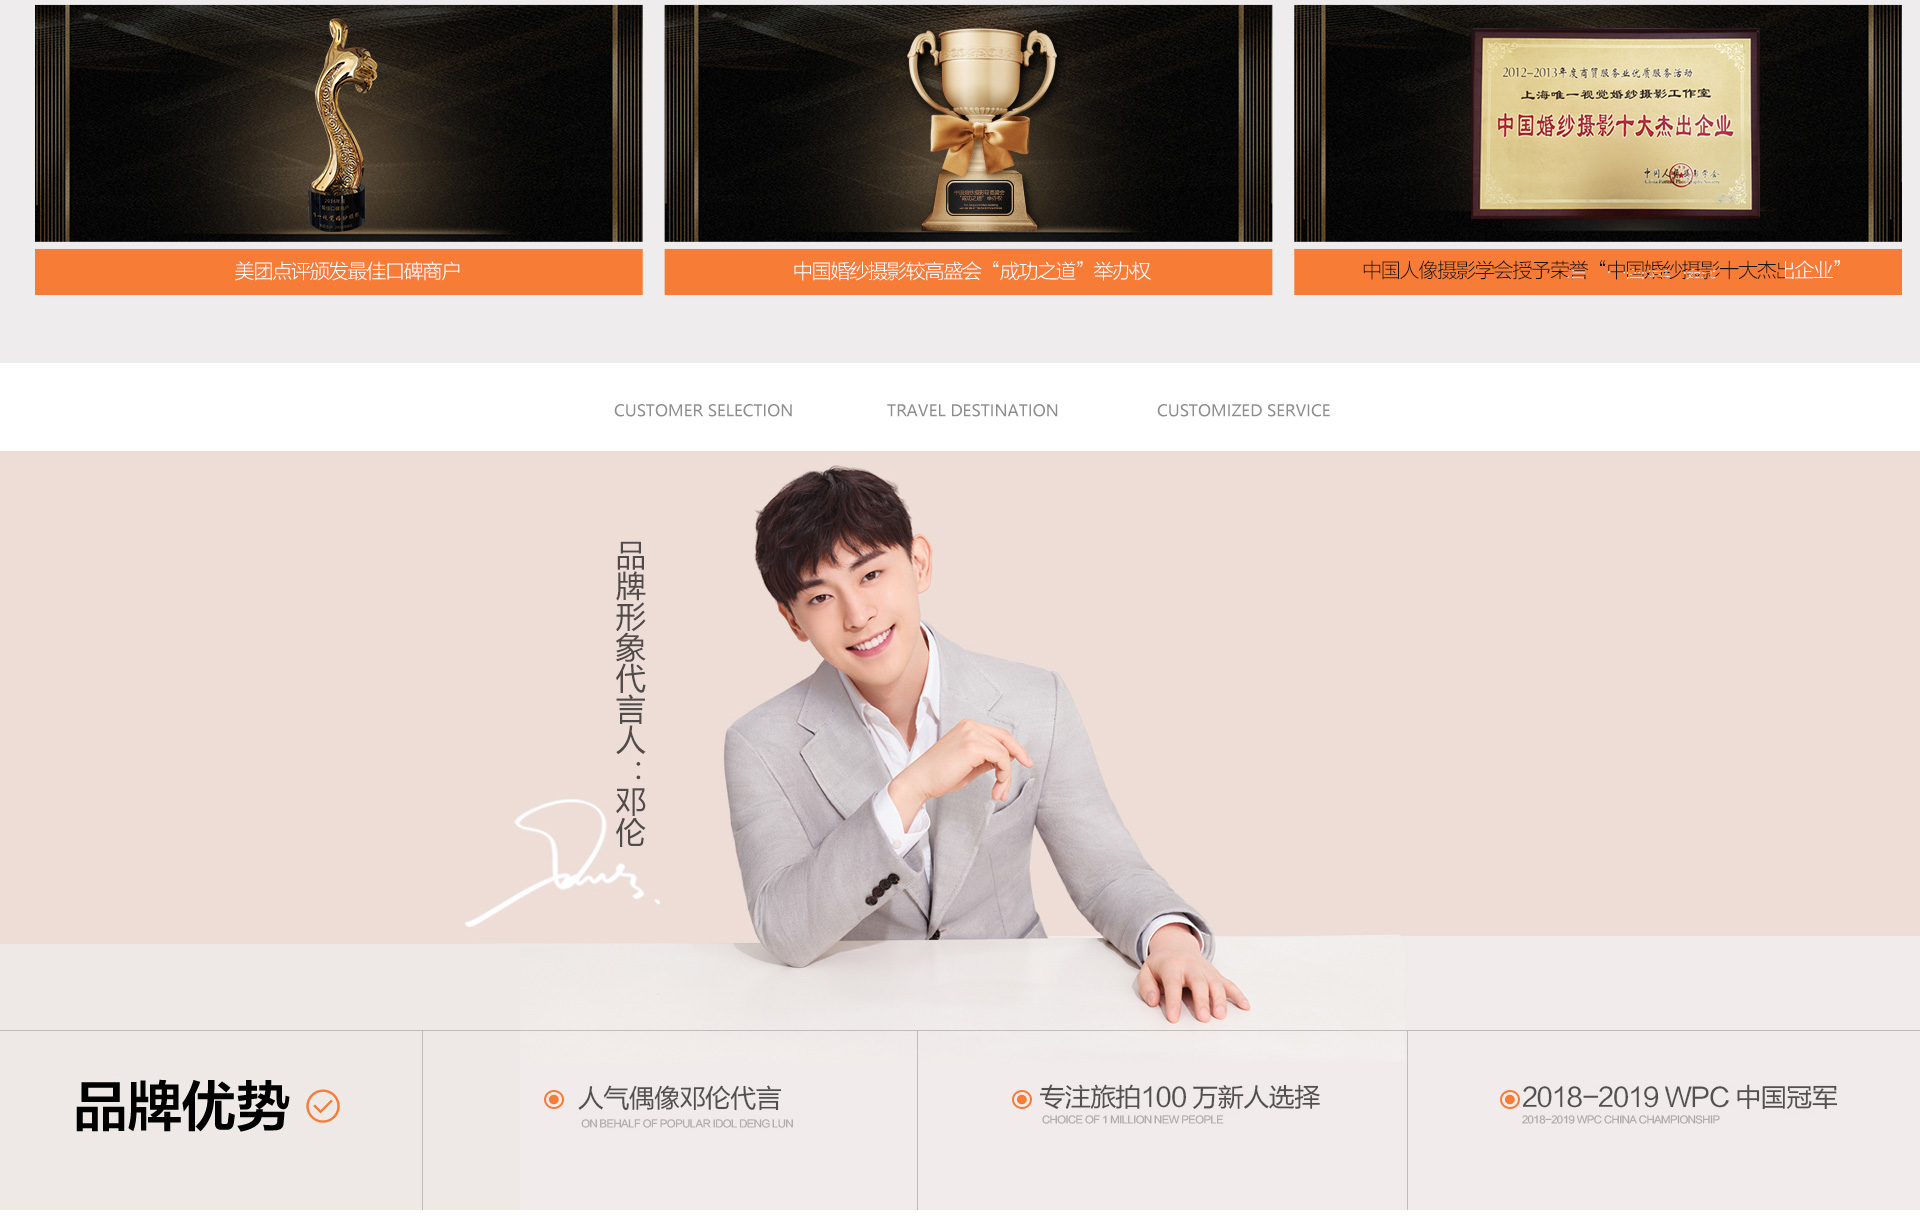 2012-2013年度商贸服务业优质服务活动
上海唯一视觉婚纱摄影工作室
中国婚纱摄影十大杰出企业
中国人像摄影学会
美团点评颁发最佳口碑商户
中国婚纱摄影较高盛会“成功之道”举办权
中国人像摄影学会授予荣誉“中国婚纱摄影十大杰出企业”
CUSTOMER SELECTION
TRAVEL DESTINATION
CUSTOMIZED SERVICE
品牌形象代言人：邓伦
品牌优势
人气偶像邓伦代言
ON BEHALF OF POPULAR IDOL DENG LUN
专注旅拍100 万新人选择
CHOICE OF 1 MILLION NEW PEOPLE
2018-2019 WPC 中国冠军
2018-2019 WPC CHINA CHAMPIONSHIP